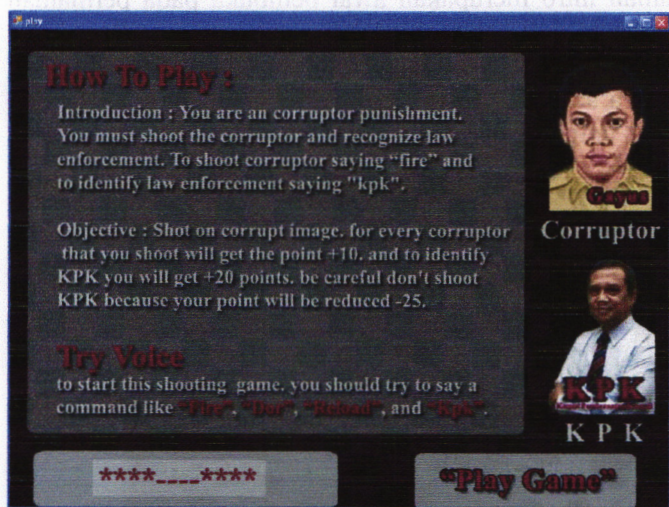 play
How To Play :
Introduction : You are an corruptor punishment.
You must shoot the corruptor and recognize law
enforcement. To shoot corruptor saying “fire” and
to identify law enforcement saying "kpk".
Objective : Shot on corrupt image. for every corruptor
that you shoot will get the point +10. and to identify
KPK you will get +20 points. be careful don't shoot
KPK because your point will be reduced -25.
Try Voice
to start this shooting game, you should try to say a
command like “Fire”, “Dor”, “Reload”, and “Kpk”.
Gayus
Corruptor
KPK
K P K
****----****
“Play Game”